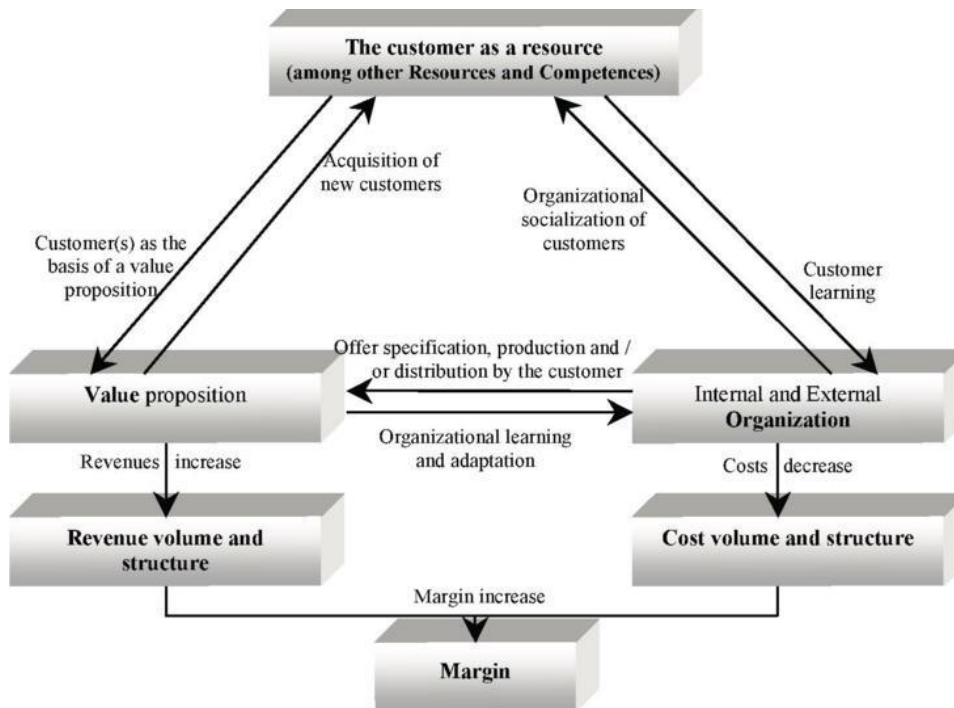 The customer as a resource
(among other Resources and Competences)
Acquisition of
new customers
Organizational
socialization of
customers
Customer(s) as the
basis of a value
proposition
Customer
learning
Offer specification, production and /
or distribution by the customer
Value proposition
Internal and External
Organization
Organizational learning
and adaptation
Revenues increase
Costs decrease
Revenue volume and
structure
Cost volume and structure
Margin increase
Margin